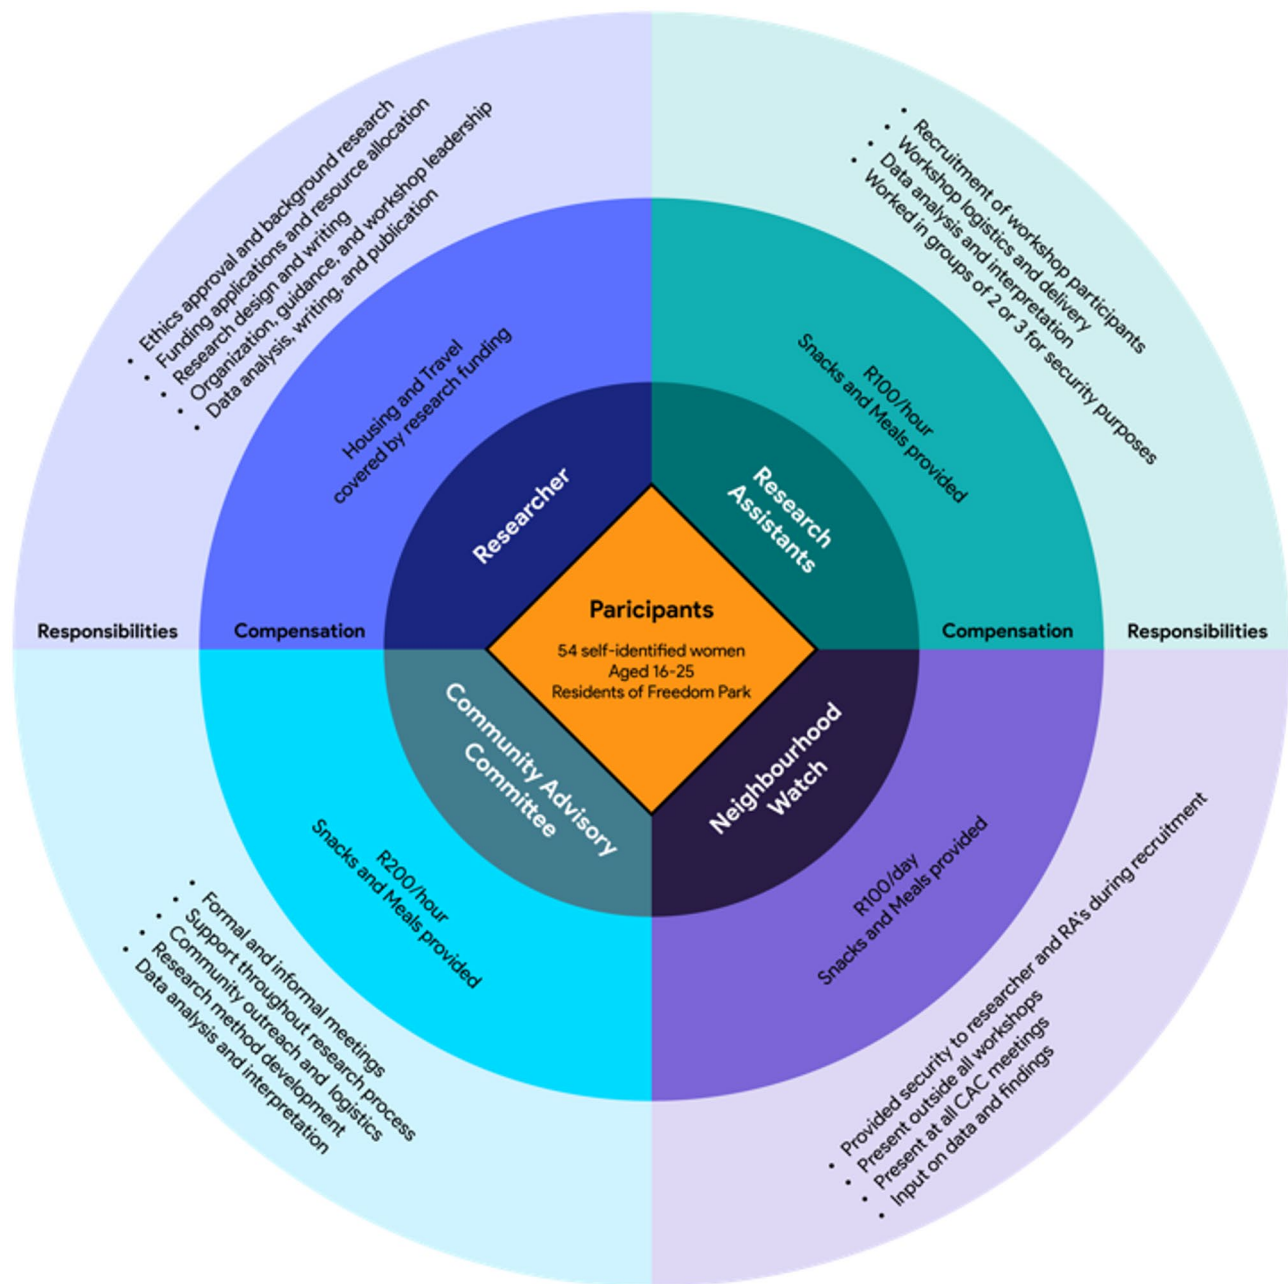 • Ethics approval and background research
• Funding applications and resource allocation
• Research design and writing
• Organization, guidance, and workshop leadership
• Data analysis, writing, and publication
Housing and Travel
covered by research funding
Researcher
• Recruitment of workshop participants
• Workshop logistics and delivery
• Data analysis and interpretation
• Worked in groups of 2 or 3 for security purposes
R100/hour
Snacks and Meals provided
Research
Assistants
Responsibilities
Compensation
Paricipants
54 self-identified women
Aged 16-25
Residents of Freedom Park
Compensation
Responsibilities
Community Advisory
Committee
R200/hour
Snacks and Meals provided
• Formal and informal meetings
• Support throughout research process
• Community outreach and logistics
• Research method development
• Data analysis and interpretation
Neighbourhood
Watch
R100/day
Snacks and Meals provided
• Provided security to researcher and RA's during recruitment
• Present outside all workshops
• Present at all CAC meetings
• Input on data and findings